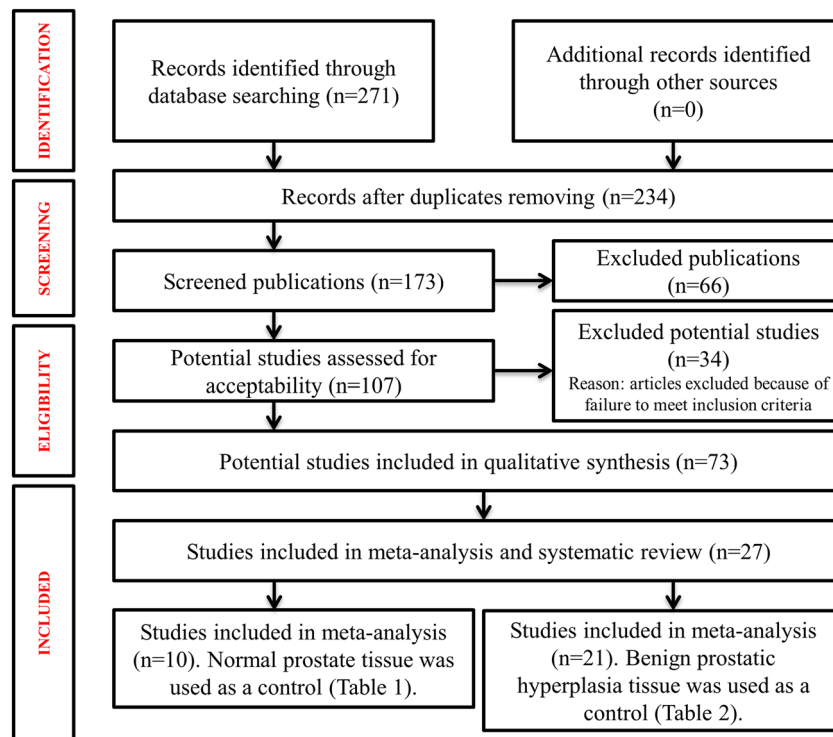 IDENTIFICATION
Records identified through
database searching (n=271)
Additional records identified
through other sources
(n=0)
SCREENING
Records after duplicates removing (n=234)
Screened publications (n=173)
Excluded publications
(n=66)
ELIGIBILITY
Potential studies assessed for
acceptability (n=107)
Excluded potential studies
(n=34)
Reason: articles excluded because of
failure to meet inclusion criteria
Potential studies included in qualitative synthesis (n=73)
INCLUDED
Studies included in meta-analysis and systematic review (n=27)
Studies included in meta-analysis
(n=10). Normal prostate tissue was
used as a control (Table 1).
Studies included in meta-analysis
(n=21). Benign prostatic
hyperplasia tissue was used as a
control (Table 2).